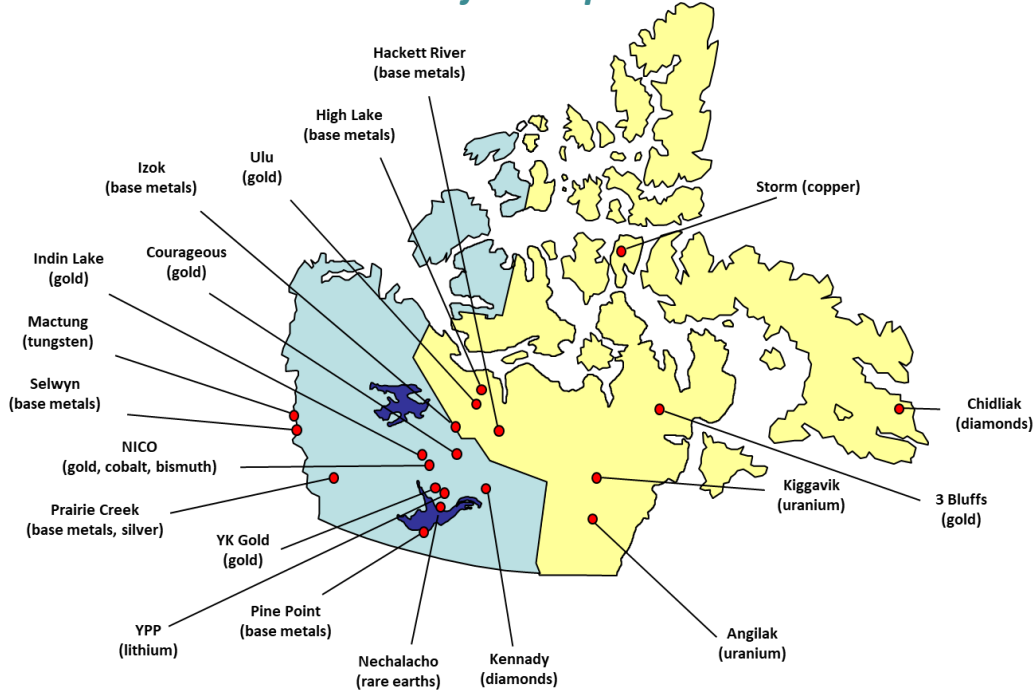 Hackett River
(base metals)
High Lake
(base metals)
Ulu
(gold)
Izok
(base metals)
Storm (copper)
Courageous
(gold)
Indin Lake
(gold)
Mactung
(tungsten)
Selwyn
(base metals)
Chidliak
(diamonds)
NICO
(gold, cobalt, bismuth)
Kiggavik
(uranium)
3 Bluffs
(gold)
Prairie Creek
(base metals, silver)
YK Gold
(gold)
Pine Point
(base metals)
YPP
(lithium)
Nechalacho
(rare earths)
Kennady
(diamonds)
Angilak
(uranium)